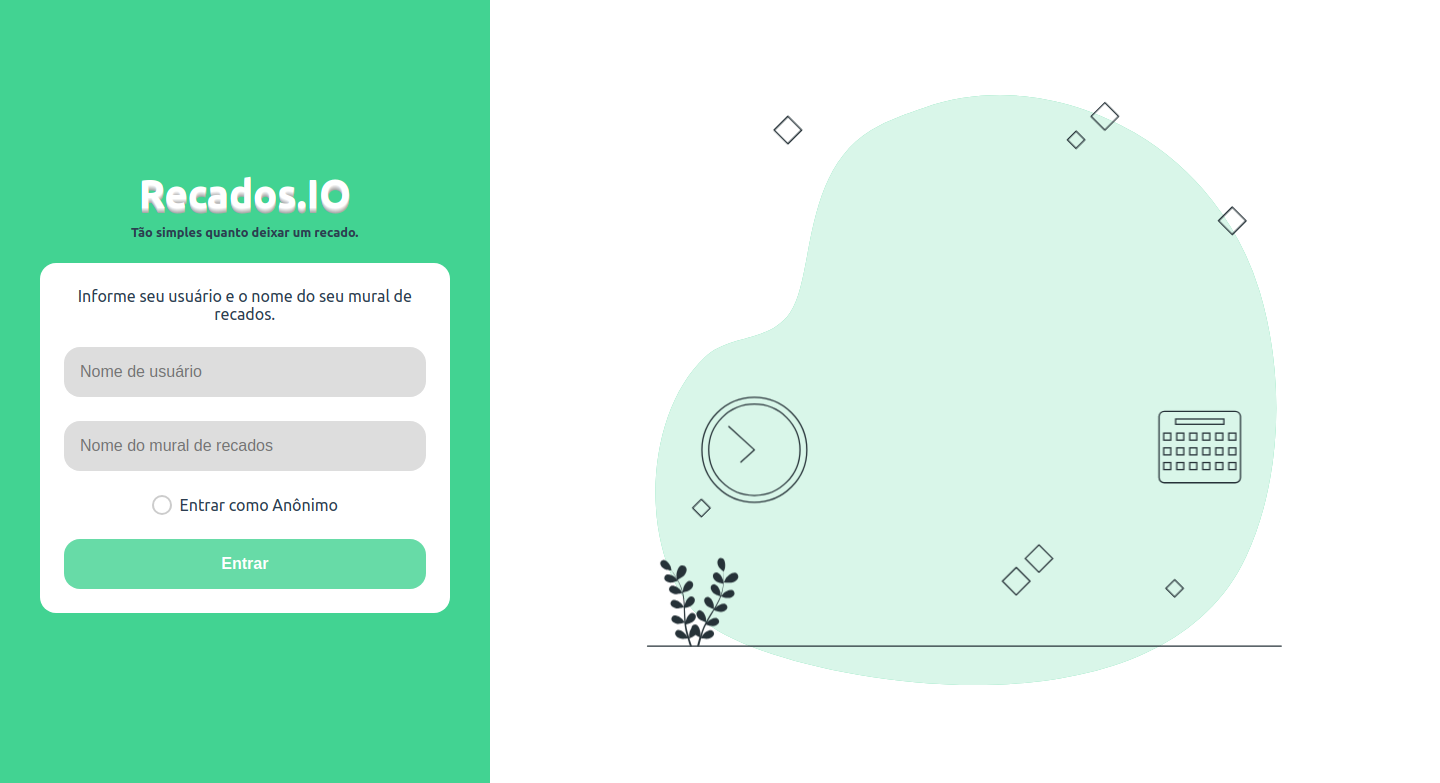 Recados.IO
Tão simples quanto deixar um recado.
Informe seu usuário e o nome do seu mural de
recados.
Nome de usuário
Nome do mural de recados
Entrar como Anônimo
Entrar